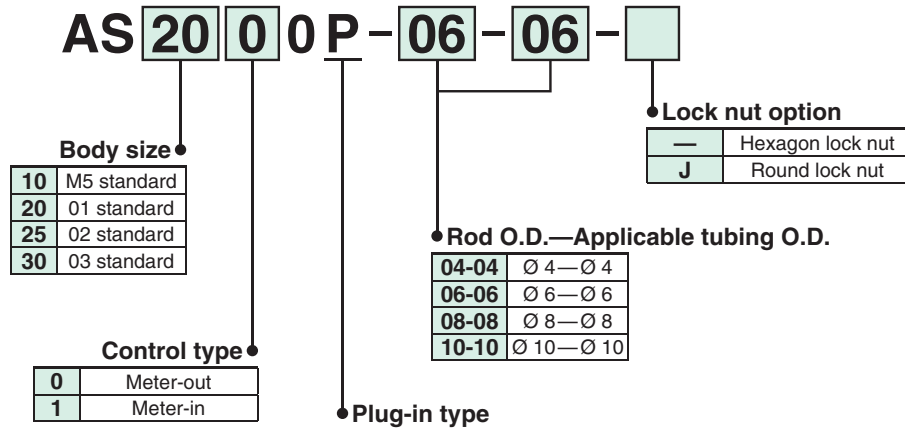 AS 20 0 0 P – 06 – 06 –
Lock nut option
— Hexagon lock nut
J Round lock nut
Body size
10 M5 standard
20 01 standard
25 02 standard
30 03 standard
Rod O.D.—Applicable tubing O.D.
04-04 Ø 4—Ø 4
06-06 Ø 6—Ø 6
08-08 Ø 8—Ø 8
10-10 Ø 10—Ø 10
Control type
0 Meter-out
1 Meter-in
Plug-in type